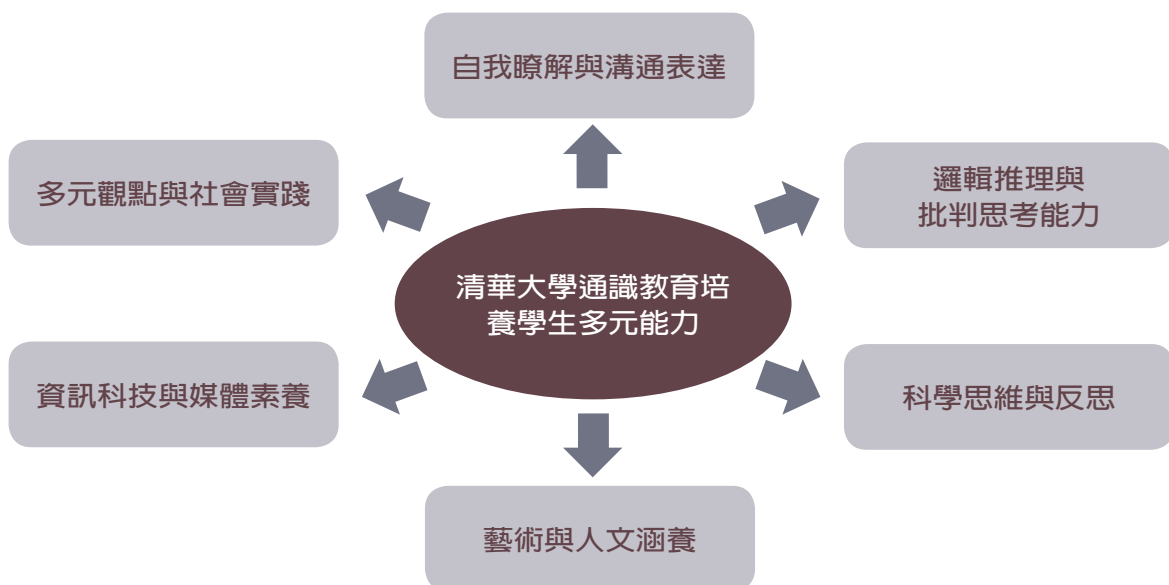 自我瞭解與溝通表達
多元觀點與社會實踐
邏輯推理與
批判思考能力
清華大學通識教育培
養學生多元能力
資訊科技與媒體素養
科學思維與反思
藝術與人文涵養